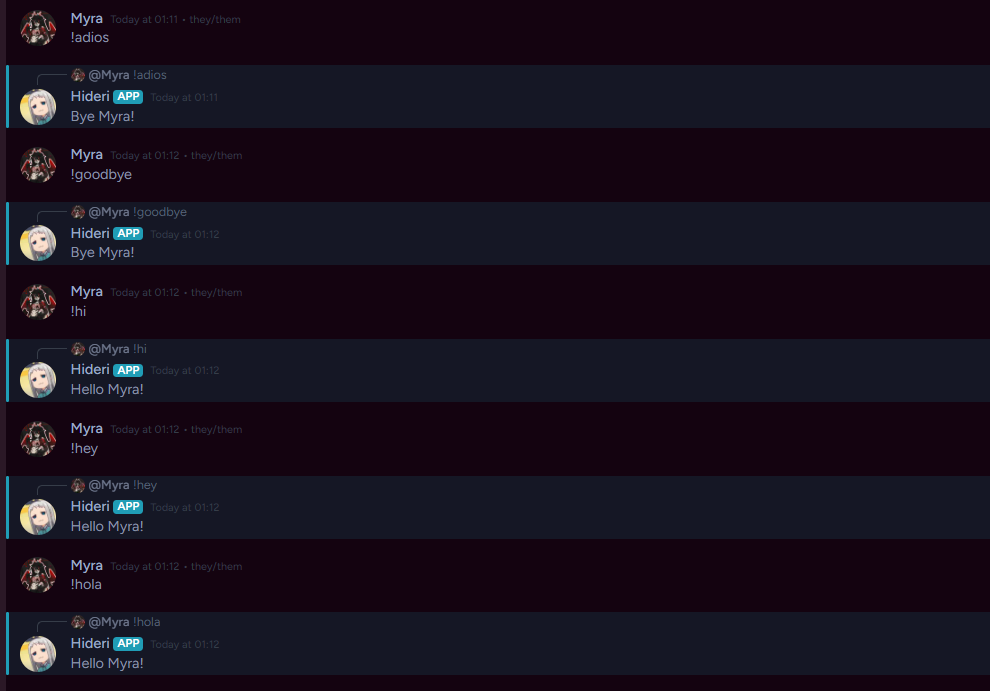 Myra Today at 01:11 • they/them
!adios
@Myra !adios
Hideri APP Today at 01:11
Bye Myra!
Myra Today at 01:12 • they/them
!goodbye
@Myra !goodbye
Hideri APP Today at 01:12
Bye Myra!
Myra Today at 01:12 • they/them
!hi
@Myra !hi
Hideri APP Today at 01:12
Hello Myra!
Myra Today at 01:12 • they/them
!hey
@Myra !hey
Hideri APP Today at 01:12
Hello Myra!
Myra Today at 01:12 • they/them
!hola
@Myra !hola
Hideri APP Today at 01:12
Hello Myra!